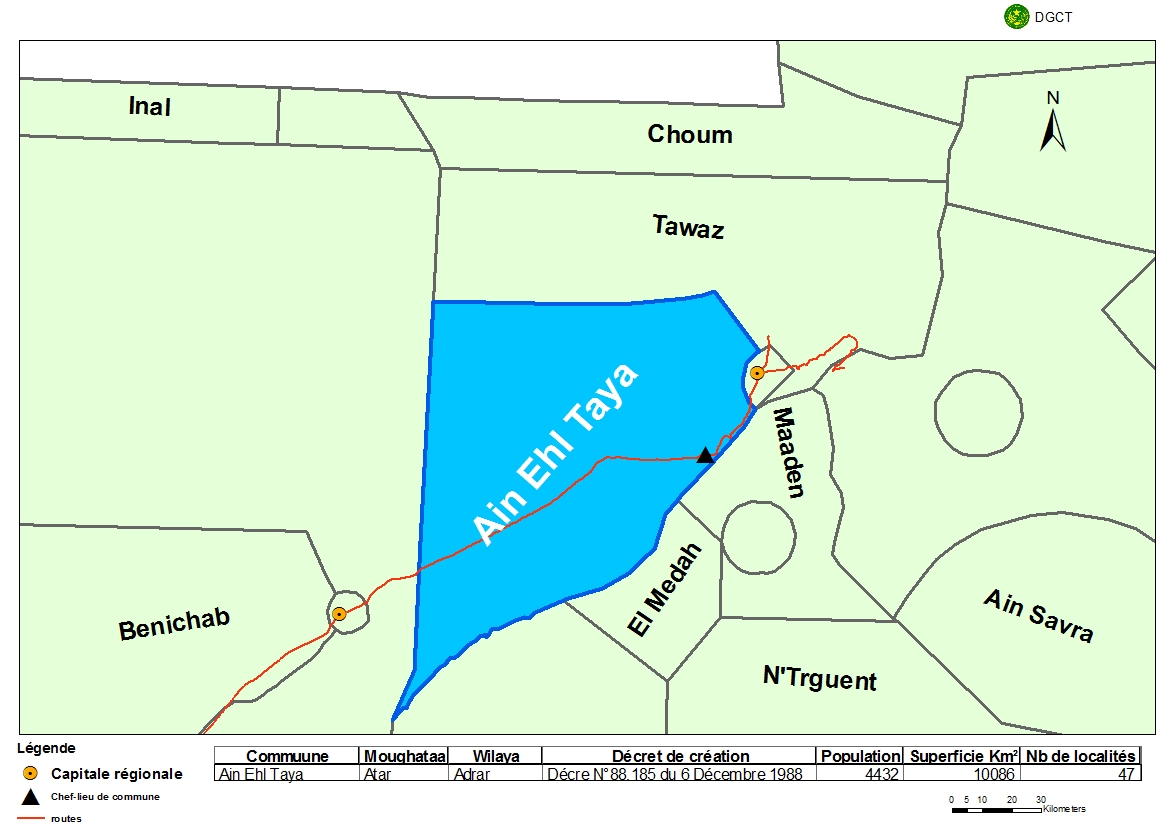 DGCT
Inal
Choum
N
Tawaz
Ain Ehl Taya
Maaden
El Medah
Benichab
Ain Savra
N'Trguent
Légende
Capitale régionale
Chef-lieu de commune
routes
Commuune Moughataa Wilaya Décret de création Population Superficie Km² Nb de localités
Ain Ehl Taya Atar Adrar Décre N°88.185 du 6 Décembre 1988 4432 10086 47
0 5 10 20 30
Kilometers